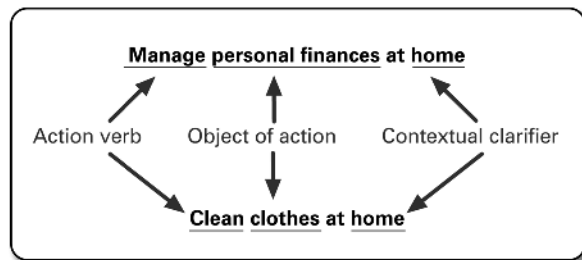 Manage personal finances at home
Action verb Object of action Contextual clarifier
Clean clothes at home